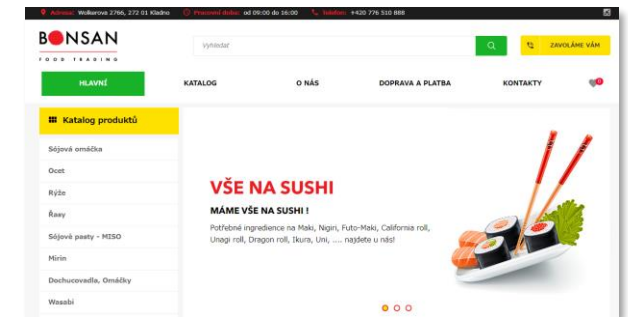 Adresa: Wolkerova 2766, 272 01 Kladno Pracovní doba: od 09:00 do 16:00 Telefon: +420 776 510 888
BONSAN
FOOD TRADING
Vyhledat
ZAVOLÁME VÁM
HLAVNÍ KATALOG O NÁS DOPRAVA A PLATBA KONTAKTY 0
Katalog produktů
Sójová omáčka
Ocet
Rýže
Řasy
Sójové pasty - MISO
Mirin
Dochucovadla, Omáčky
Wasabi
VŠE NA SUSHI
MÁME VŠE NA SUSHI !
Potřebné ingredience na Maki, Nigiri, Futo-Maki, California roll,
Unagi roll, Dragon roll, Ikura, Uni, .... najdete u nás!